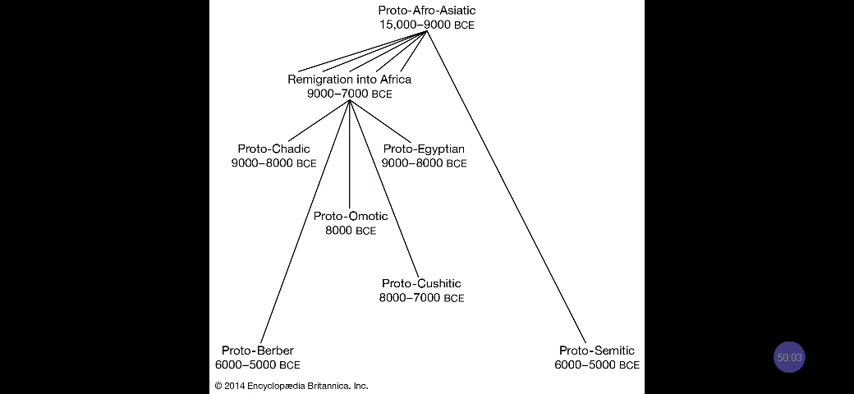 Proto-Afro-Asiatic
15,000–9000 BCE
Remigration into Africa
9000–7000 BCE
Proto-Chadic
9000–8000 BCE
Proto-Egyptian
9000–8000 BCE
Proto-Omotic
8000 BCE
Proto-Cushitic
8000–7000 BCE
Proto-Berber
6000–5000 BCE
Proto-Semitic
6000–5000 BCE
© 2014 Encyclopædia Britannica, Inc.
50:03